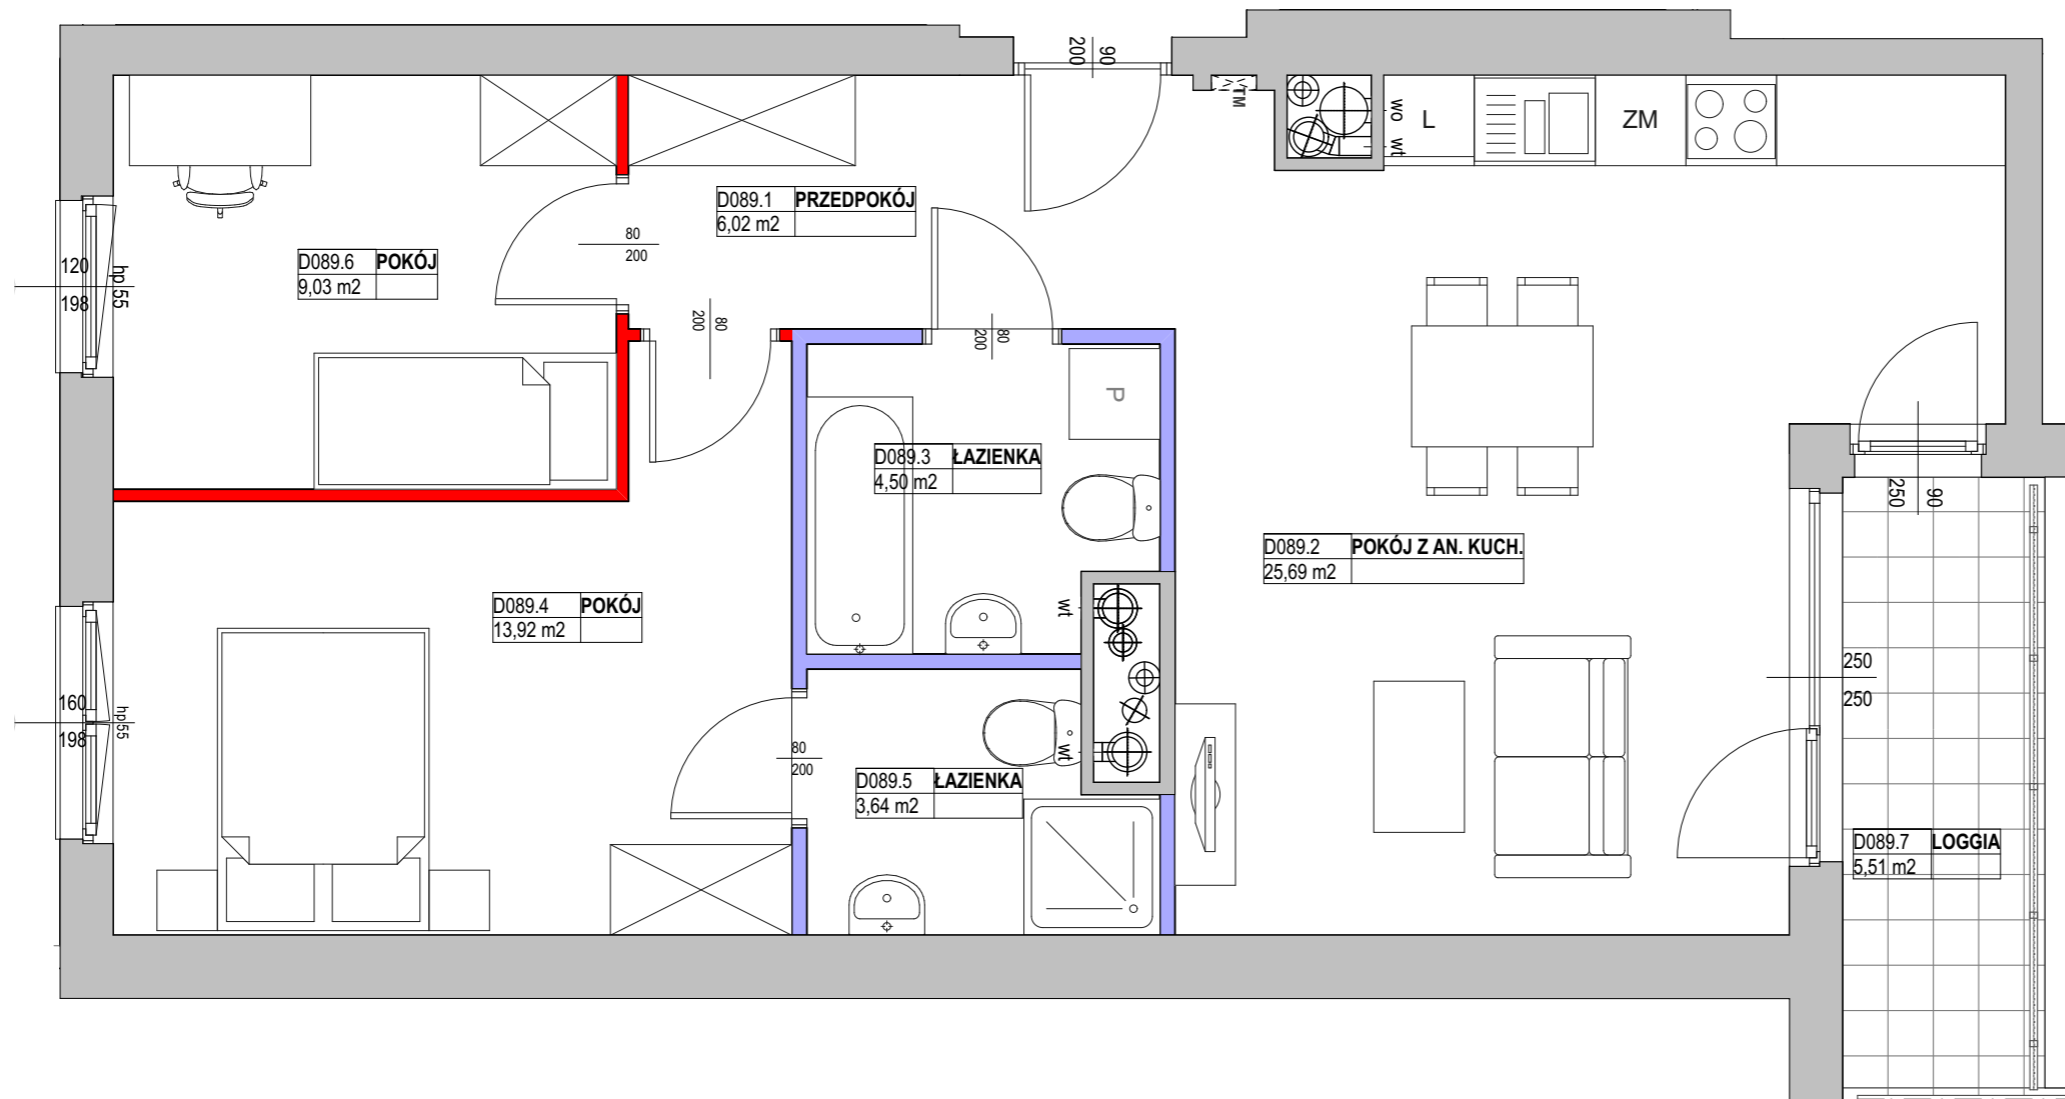 90
200
TM
wo
wt
L
ZM
D089.1 PRZEDPOKÓJ
6,02 m2
80
200
D089.6 POKÓJ
9,03 m2
120
198
hp 55
80
200
80
200
P
D089.3 ŁAZIENKA
4,50 m2
90
250
D089.2 POKÓJ Z AN. KUCH.
25,69 m2
D089.4 POKÓJ
13,92 m2
wt
250
250
160
198
hp55
80
200
wt
D089.5 ŁAZIENKA
3,64 m2
D089.7 LOGGIA
5,51 m2